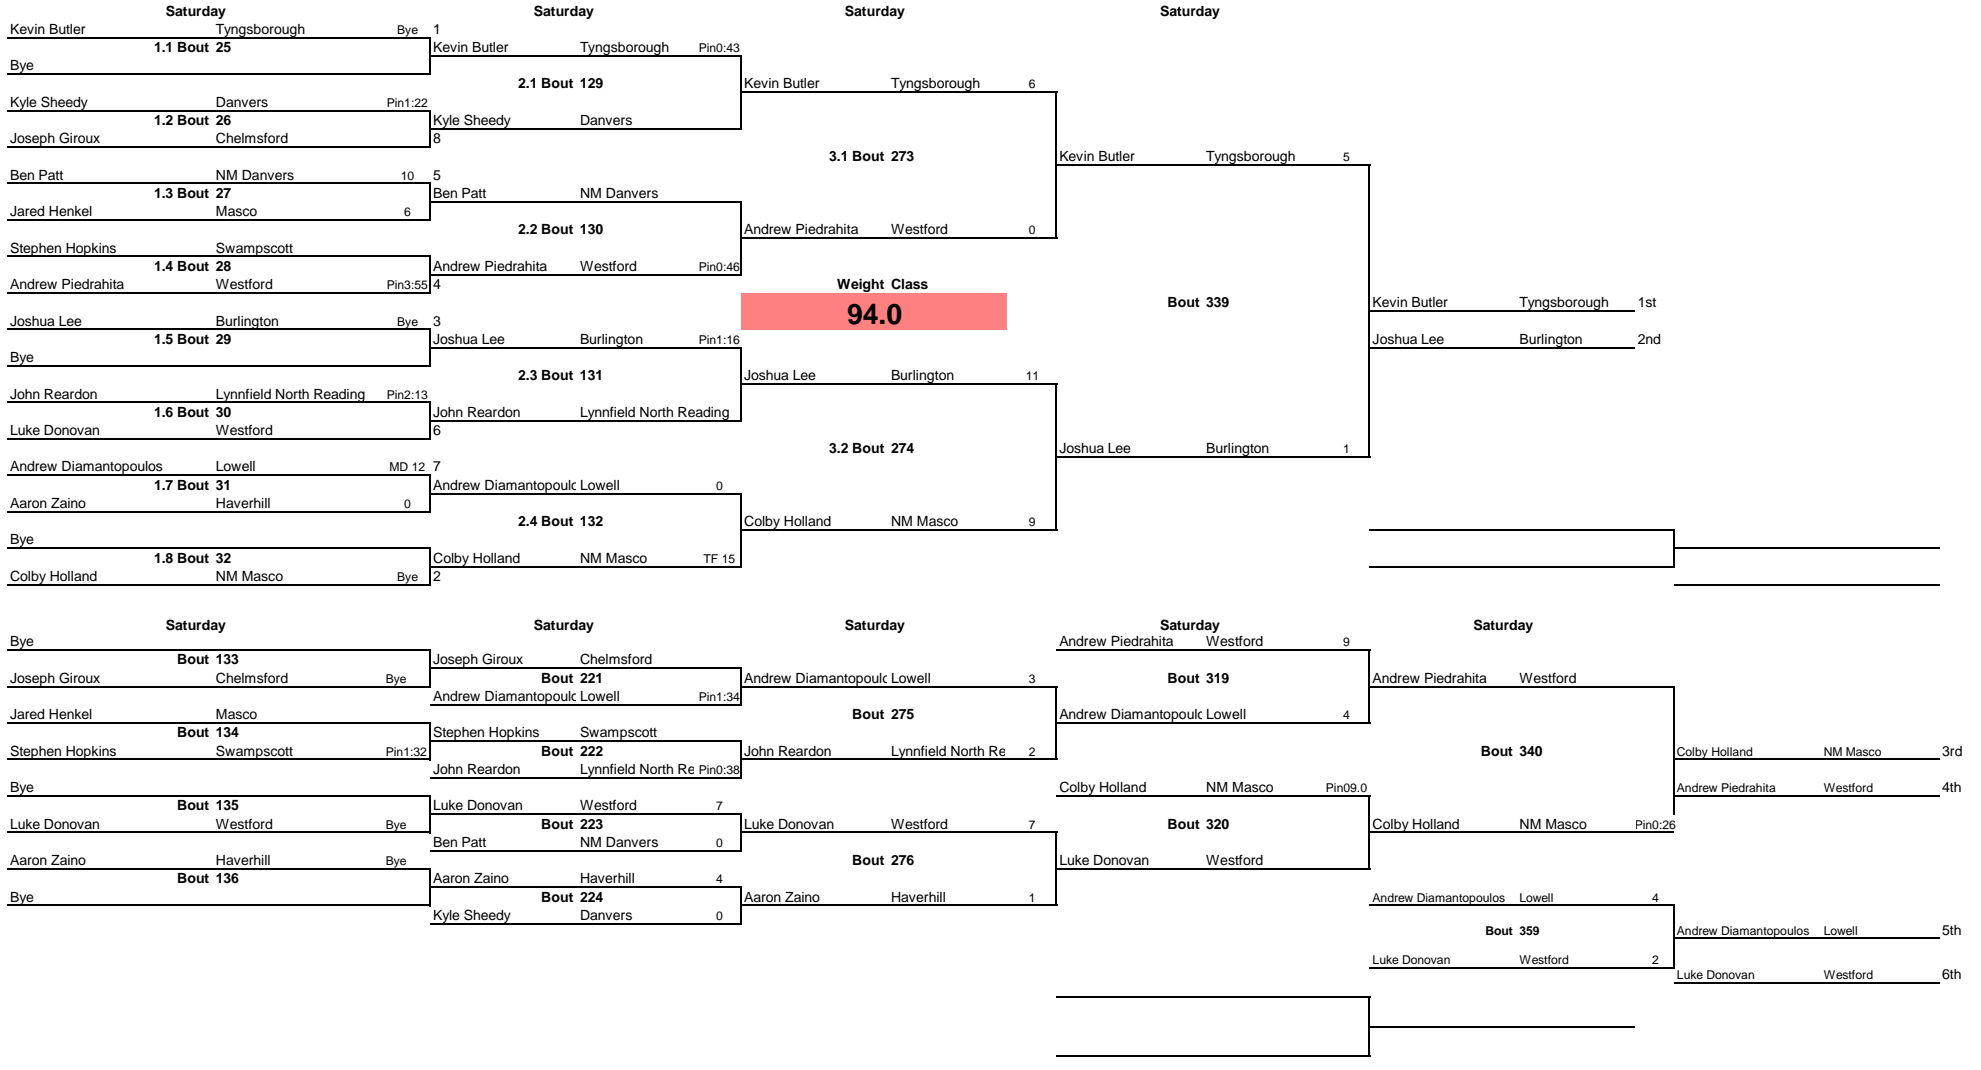 Saturday Saturday Saturday Saturday
Kevin Butler Tyngsborough Bye 1
1.1 Bout 25 Kevin Butler Tyngsborough Pin0:43
Bye
2.1 Bout 129 Kevin Butler Tyngsborough 6
Kyle Sheedy Danvers Pin1:22
1.2 Bout 26 Kyle Sheedy Danvers
Joseph Giroux Chelmsford 8
3.1 Bout 273 Kevin Butler Tyngsborough 5
Ben Patt NM Danvers 10 5
1.3 Bout 27 Ben Patt NM Danvers
Jared Henkel Masco 6
2.2 Bout 130 Andrew Piedrahita Westford 0
Stephen Hopkins Swampscott
1.4 Bout 28 Andrew Piedrahita Westford Pin0:46
Andrew Piedrahita Westford Pin3:55 4 Weight Class
Bout 339 Kevin Butler Tyngsborough 1st
94.0
Joshua Lee Burlington Bye 3
1.5 Bout 29 Joshua Lee Burlington Pin1:16 Joshua Lee Burlington 2nd
Bye
2.3 Bout 131 Joshua Lee Burlington 11
John Reardon Lynnfield North Reading Pin2:13
1.6 Bout 30 John Reardon Lynnfield North Reading
Luke Donovan Westford 6
3.2 Bout 274 Joshua Lee Burlington 1
Andrew Diamantopoulos Lowell MD 12 7
1.7 Bout 31 Andrew Diamantopoulc Lowell 0
Aaron Zaino Haverhill 0
2.4 Bout 132 Colby Holland NM Masco 9
Bye
1.8 Bout 32 Colby Holland NM Masco TF 15
Colby Holland NM Masco Bye 2
Saturday Saturday Saturday Saturday Saturday
Bye Andrew Piedrahita Westford 9
Bout 133 Joseph Giroux Chelmsford
Joseph Giroux Chelmsford Bye Bout 221 Andrew Diamantopoulc Lowell 3 Bout 319 Andrew Piedrahita Westford
Andrew Diamantopoulc Lowell Pin1:34
Jared Henkel Masco Bout 275 Andrew Diamantopoulc Lowell 4
Bout 134 Stephen Hopkins Swampscott
Stephen Hopkins Swampscott Pin1:32 Bout 222 John Reardon Lynnfield North Re 2 Bout 340 Colby Holland NM Masco 3rd
John Reardon Lynnfield North Re Pin0:38
Bye Colby Holland NM Masco Pin09.0 Andrew Piedrahita Westford 4th
Bout 135 Luke Donovan Westford 7
Luke Donovan Westford Bye Bout 223 Luke Donovan Westford 7 Bout 320 Colby Holland NM Masco Pin0:26
Ben Patt NM Danvers 0
Aaron Zaino Haverhill Bye Bout 276 Luke Donovan Westford
Bout 136 Aaron Zaino Haverhill 4
Bye Bout 224 Aaron Zaino Haverhill 1 Andrew Diamantopoulos Lowell 4
Kyle Sheedy Danvers 0
Bout 359 Andrew Diamantopoulos Lowell 5th
Luke Donovan Westford 2
Luke Donovan Westford 6th